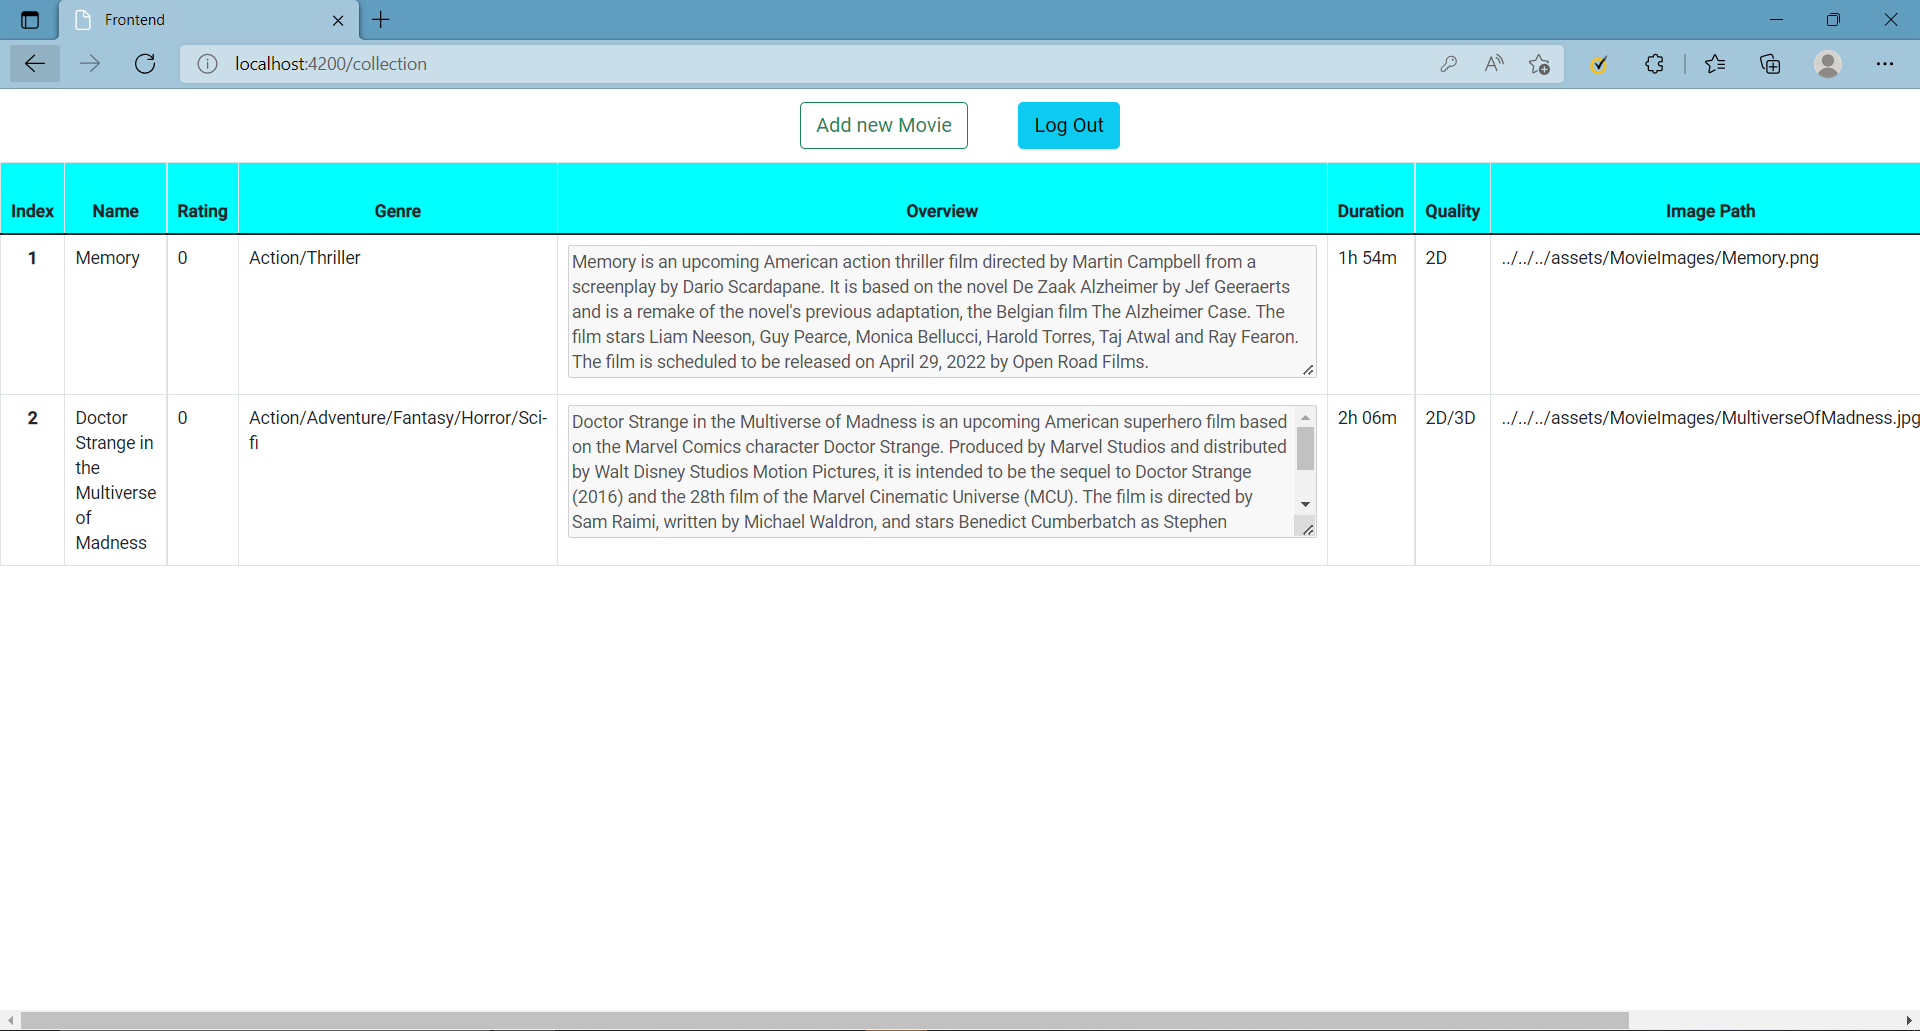 Frontend
localhost:4200/collection
Add new Movie
Log Out
Index Name Rating Genre Overview Duration Quality Image Path
1 Memory 0 Action/Thriller
Memory is an upcoming American action thriller film directed by Martin Campbell from a
screenplay by Dario Scardapane. It is based on the novel De Zaak Alzheimer by Jef Geeraerts
and is a remake of the novel's previous adaptation, the Belgian film The Alzheimer Case. The
film stars Liam Neeson, Guy Pearce, Monica Bellucci, Harold Torres, Taj Atwal and Ray Fearon.
The film is scheduled to be released on April 29, 2022 by Open Road Films.
1h 54m 2D ../../../assets/MovieImages/Memory.png
2
Doctor
Strange in
the
Multiverse
of
Madness
0
Action/Adventure/Fantasy/Horror/Sci-
fi
Doctor Strange in the Multiverse of Madness is an upcoming American superhero film based
on the Marvel Comics character Doctor Strange. Produced by Marvel Studios and distributed
by Walt Disney Studios Motion Pictures, it is intended to be the sequel to Doctor Strange
(2016) and the 28th film of the Marvel Cinematic Universe (MCU). The film is directed by
Sam Raimi, written by Michael Waldron, and stars Benedict Cumberbatch as Stephen
2h 06m 2D/3D ../../../assets/MovieImages/MultiverseOfMadness.jpg